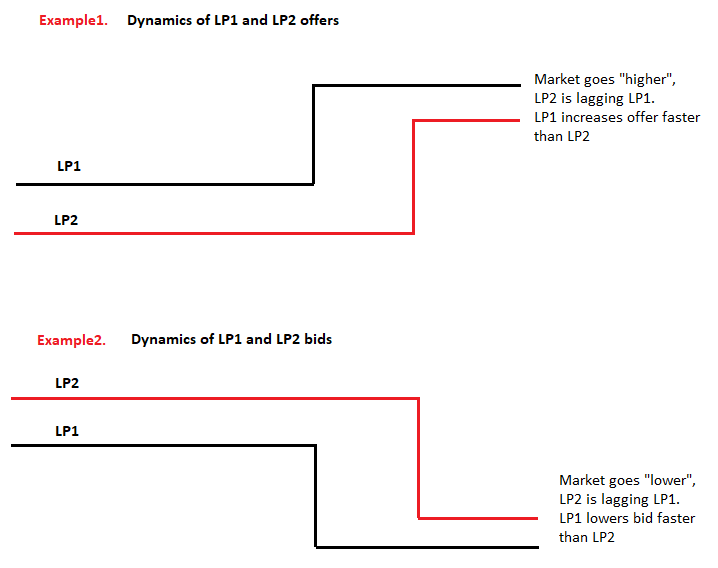 Example1. Dynamics of LP1 and LP2 offers
Market goes "higher",
LP2 is lagging LP1.
LP1 increases offer faster
than LP2
LP1
LP2
Example2. Dynamics of LP1 and LP2 bids
LP2
LP1
Market goes "lower",
LP2 is lagging LP1.
LP1 lowers bid faster
than LP2